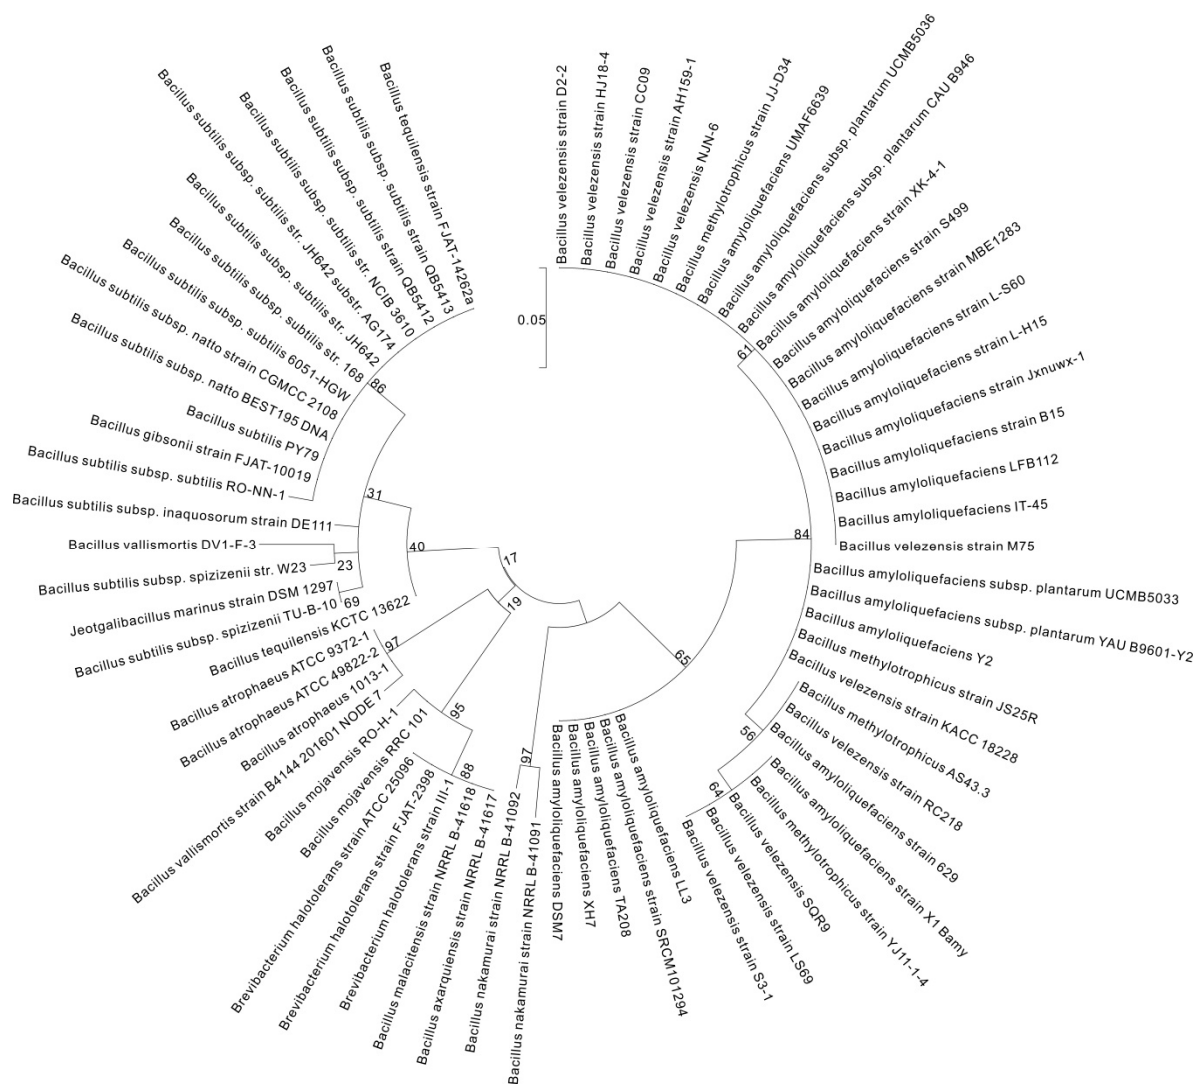 Bacillus velezensis strain D2-2
Bacillus velezensis strain HJ18-4
Bacillus velezensis strain CC09
Bacillus velezensis strain AH159-1
Bacillus velezensis NJN-6
Bacillus methylotrophicus strain JJ-D34
Bacillus amyloliquefaciens UMAF6639
Bacillus amyloliquefaciens subsp. plantarum UCMB5036
Bacillus amyloliquefaciens subsp. plantarum CAU B946
Bacillus amyloliquefaciens strain XK-4-1
Bacillus amyloliquefaciens strain S499
Bacillus amyloliquefaciens strain MBE1283
Bacillus amyloliquefaciens strain L-S60
Bacillus amyloliquefaciens strain L-H15
Bacillus amyloliquefaciens strain Jxnuwx-1
Bacillus amyloliquefaciens strain B15
Bacillus amyloliquefaciens LFB112
Bacillus amyloliquefaciens IT-45
Bacillus velezensis strain M75
Bacillus amyloliquefaciens subsp. plantarum UCMB5033
Bacillus amyloliquefaciens subsp. plantarum YAU B9601-Y2
Bacillus amyloliquefaciens Y2
Bacillus methylotrophicus strain JS25R
Bacillus velezensis strain KACC 18228
Bacillus methylotrophicus AS43.3
Bacillus velezensis strain RC218
Bacillus amyloliquefaciens strain 629
Bacillus amyloliquefaciens strain X1 Bamy
Bacillus methylotrophicus strain YJ11-1-4
Bacillus velezensis SQR9
Bacillus velezensis strain LS69
Bacillus velezensis strain S3-1
Bacillus amyloliquefaciens LL3
Bacillus amyloliquefaciens strain SRCM101294
Bacillus amyloliquefaciens TA208
Bacillus amyloliquefaciens XH7
Bacillus amyloliquefaciens DSM7
Bacillus nakamurai strain NRRL B-41091
Bacillus nakamurai strain NRRL B-41092
Bacillus axarquiensis strain NRRL B-41617
Bacillus malacitensis strain NRRL B-41618
Brevibacterium halotolerans strain III-1
Brevibacterium halotolerans strain FJAT-2398
Brevibacterium halotolerans strain ATCC 25096
Bacillus mojavensis RRC 101
Bacillus mojavensis RO-H-1
Bacillus vallismortis strain B4144 201601 NODE 7
Bacillus atrophaeus 1013-1
Bacillus atrophaeus ATCC 49822-2
Bacillus atrophaeus ATCC 9372-1
Bacillus tequilensis KCTC 13622
Bacillus subtilis subsp. spizizenii TU-B-10
Jeotgalibacillus marinus strain DSM 1297
Bacillus subtilis subsp. spizizenii str. W23
Bacillus vallismortis DV1-F-3
Bacillus subtilis subsp. inaquosorum strain DE111
Bacillus subtilis subsp. subtilis RO-NN-1
Bacillus gibsonii strain FJAT-10019
Bacillus subtilis PY79
Bacillus subtilis subsp. natto BEST195 DNA
Bacillus subtilis subsp. natto strain CGMCC 2108
Bacillus subtilis subsp. subtilis 6051-HGW
Bacillus subtilis subsp. subtilis str. 168
Bacillus subtilis subsp. subtilis str. JH642
Bacillus subtilis subsp. subtilis str. JH642 substr. AG174
Bacillus subtilis subsp. subtilis str. NCIB 3610
Bacillus subtilis subsp. subtilis strain QB5412
Bacillus subtilis subsp. subtilis strain QB5413
Bacillus tequilensis strain FJAT-14262a
0.05
61
84
56
64
65
97
88
95
97
19
17
40
69
23
31
86